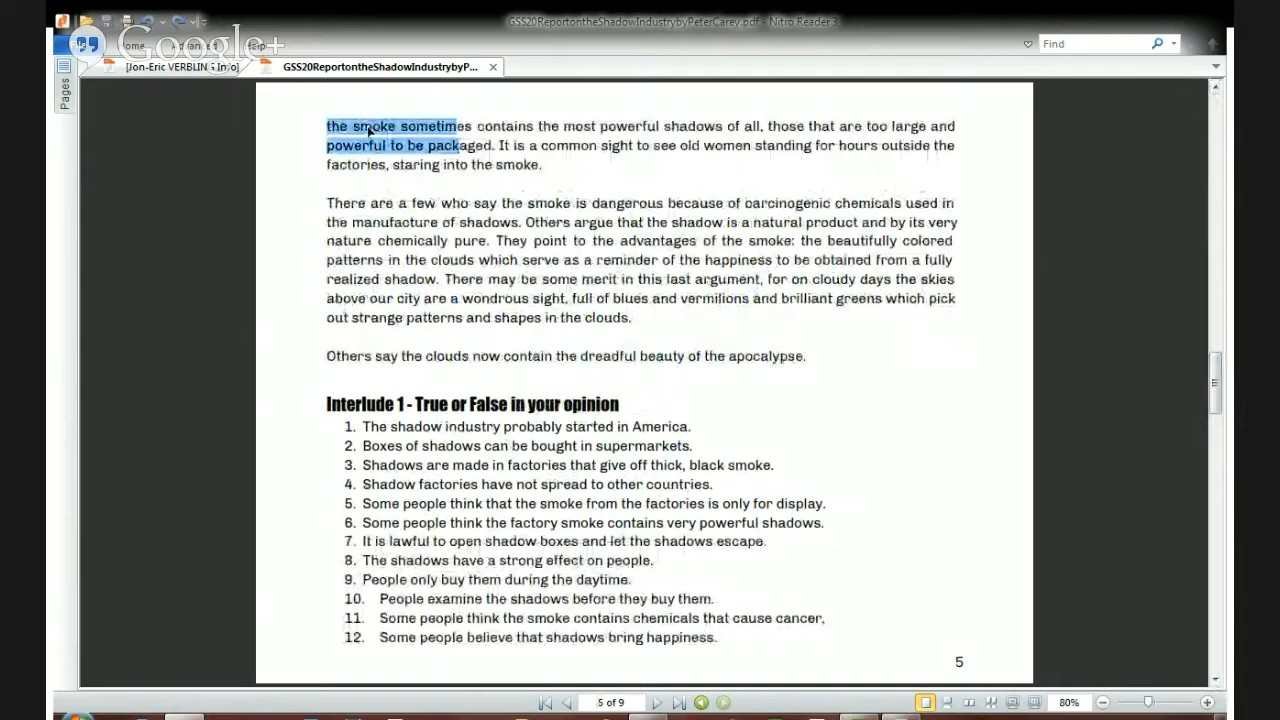 GSS20ReportontheShadowIndustrybyPeterCarey.pdf - Nitro Reader 3
Google+
Help
Find
GSS20ReportontheShadowIndustrybyP...
Pages
the smoke sometimes contains the most powerful shadows of all, those that are too large and
powerful to be packaged. It is a common sight to see old women standing for hours outside the
factories, staring into the smoke.
There are a few who say the smoke is dangerous because of carcinogenic chemicals used in
the manufacture of shadows. Others argue that the shadow is a natural product and by its very
nature chemically pure. They point to the advantages of the smoke: the beautifully colored
patterns in the clouds which serve as a reminder of the happiness to be obtained from a fully
realized shadow. There may be some merit in this last argument, for on cloudy days the skies
above our city are a wondrous sight, full of blues and vermilions and brilliant greens which pick
out strange patterns and shapes in the clouds.
Others say the clouds now contain the dreadful beauty of the apocalypse.
Interlude 1 - True or False in your opinion
1. The shadow industry probably started in America.
2. Boxes of shadows can be bought in supermarkets.
3. Shadows are made in factories that give off thick, black smoke.
4. Shadow factories have not spread to other countries.
5. Some people think that the smoke from the factories is only for display.
6. Some people think the factory smoke contains very powerful shadows.
7. It is lawful to open shadow boxes and let the shadows escape.
8. The shadows have a strong effect on people.
9. People only buy them during the daytime.
10. People examine the shadows before they buy them.
11. Some people think the smoke contains chemicals that cause cancer,
12. Some people believe that shadows bring happiness.
5
5 of 9
80%